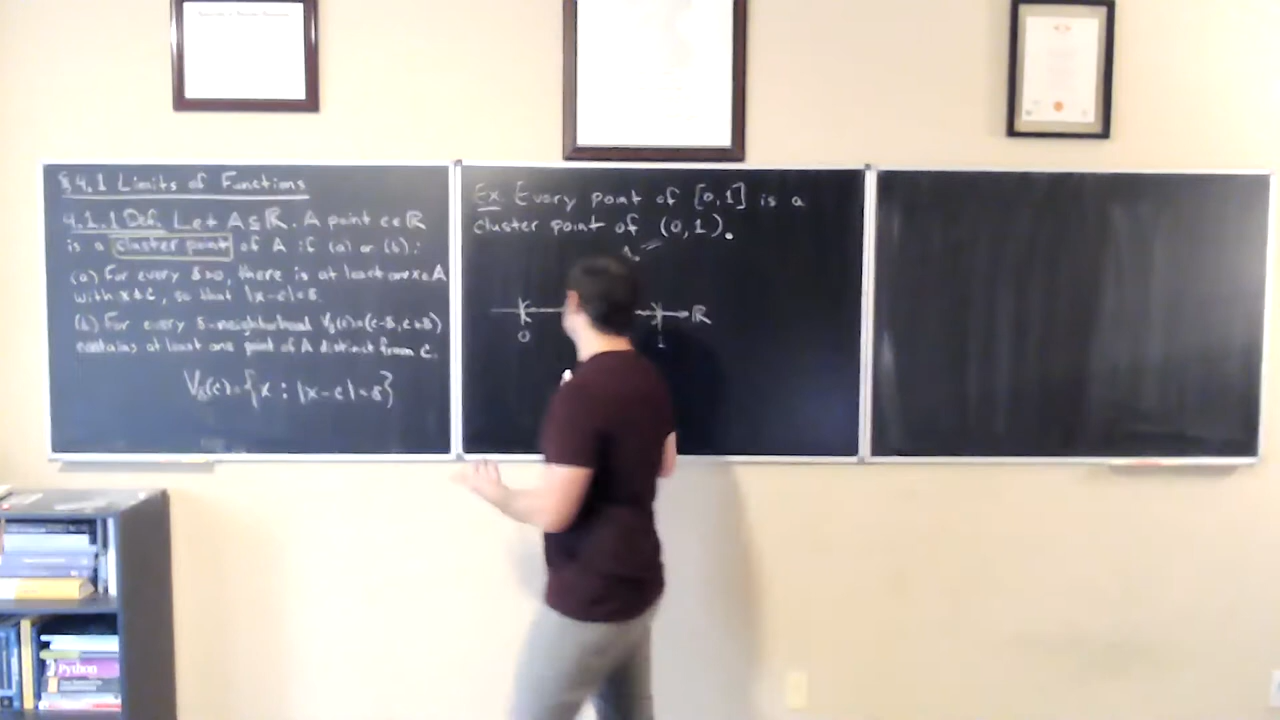 §4.1 Limits of Functions
4.1.1 Def. Let A⊆ℝ. A point c∈ℝ
is a cluster point of A if (a) or (b):
(a) For every δ>0, there is at least one x∈A
with x≠c, so that |x-c|<δ.
(b) For every δ-neighborhood V_δ(c)=(c-δ,c+δ)
contains at least one point of A distinct from c.
V_δ(c)={x : |x-c|<δ}
Ex. Every point of [0,1] is a
cluster point of (0,1).
ℝ
0
1
Python